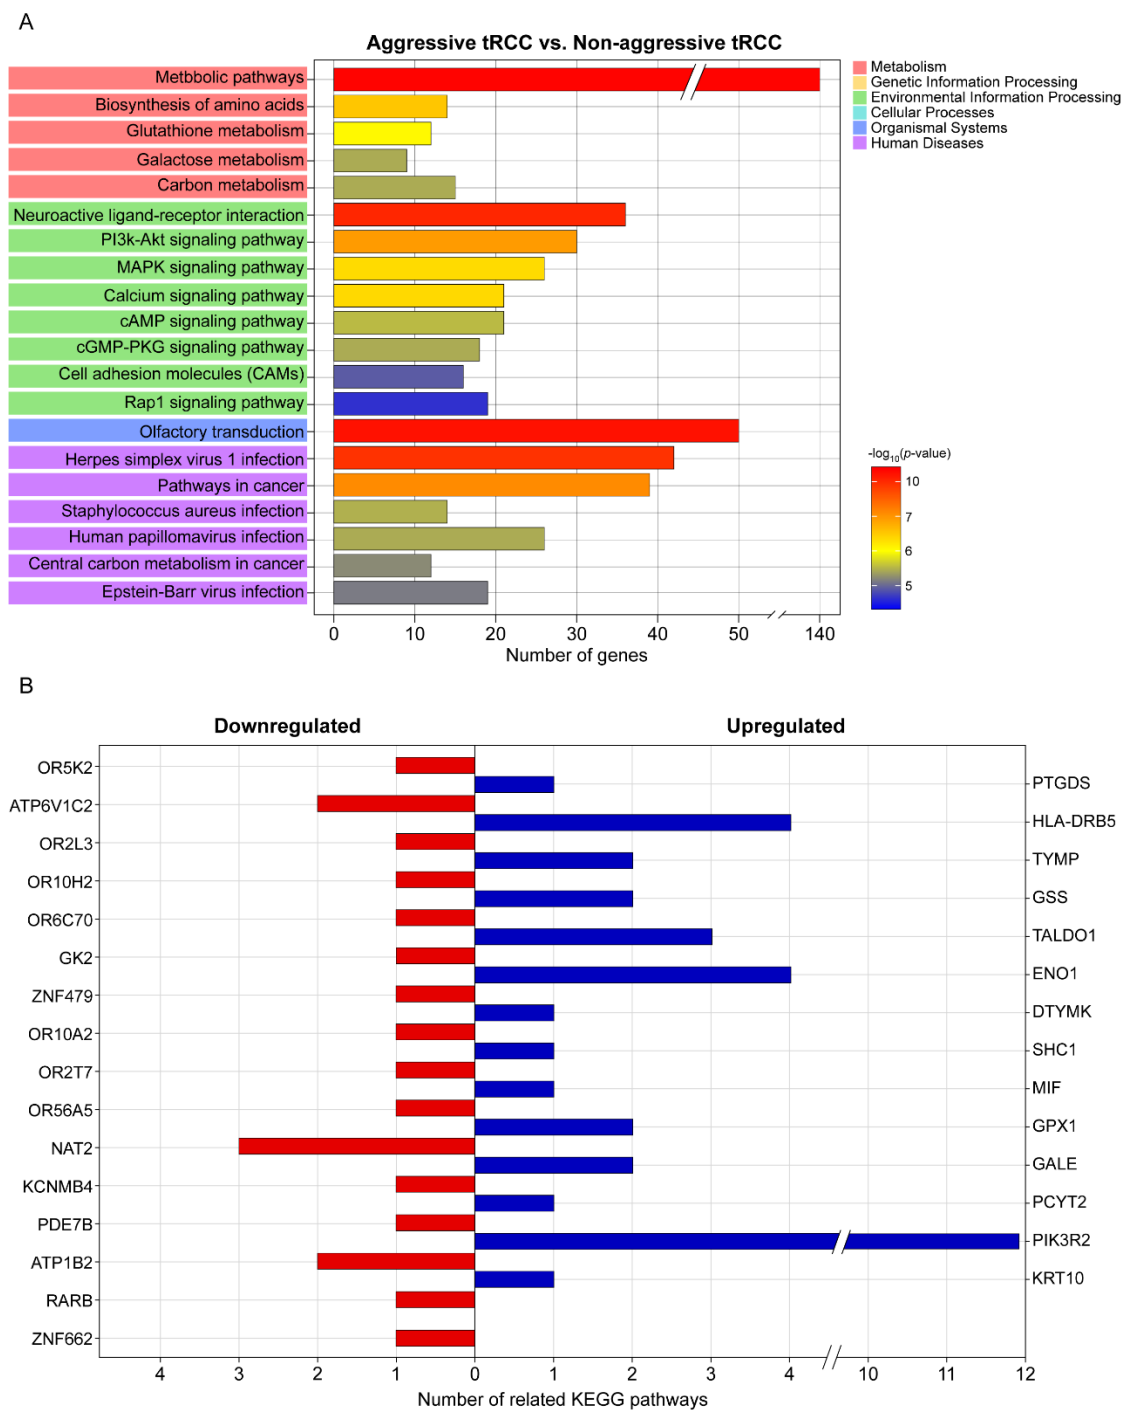 A
Aggressive tRCC vs. Non-aggressive tRCC
Metbbolic pathways
Biosynthesis of amino acids
Glutathione metabolism
Galactose metabolism
Carbon metabolism
Neuroactive ligand-receptor interaction
PI3k-Akt signaling pathway
MAPK signaling pathway
Calcium signaling pathway
cAMP signaling pathway
cGMP-PKG signaling pathway
Cell adhesion molecules (CAMs)
Rap1 signaling pathway
Olfactory transduction
Herpes simplex virus 1 infection
Pathways in cancer
Staphylococcus aureus infection
Human papillomavirus infection
Central carbon metabolism in cancer
Epstein-Barr virus infection
0 10 20 30 40 50 140
Number of genes
Metabolism
Genetic Information Processing
Environmental Information Processing
Cellular Processes
Organismal Systems
Human Diseases
-log10(p-value)
10
7
6
5
B
Downregulated
Upregulated
OR5K2
ATP6V1C2
OR2L3
OR10H2
OR6C70
GK2
ZNF479
OR10A2
OR2T7
OR56A5
NAT2
KCNMB4
PDE7B
ATP1B2
RARB
ZNF662
PTGDS
HLA-DRB5
TYMP
GSS
TALDO1
ENO1
DTYMK
SHC1
MIF
GPX1
GALE
PCYT2
PIK3R2
KRT10
4 3 2 1 0 1 2 3 4 10 12
Number of related KEGG pathways